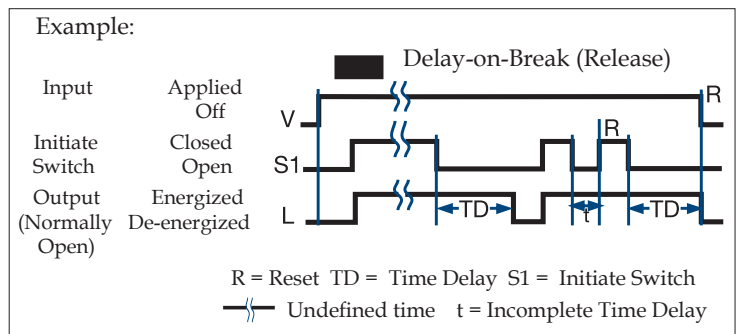 Example:
Delay-on-Break (Release)
Input Applied
Off
V R
Initiate Closed
Switch Open
S1 R
Output Energized
(Normally De-energized
Open)
L TD t TD
R = Reset TD = Time Delay S1 = Initiate Switch
Undefined time t = Incomplete Time Delay